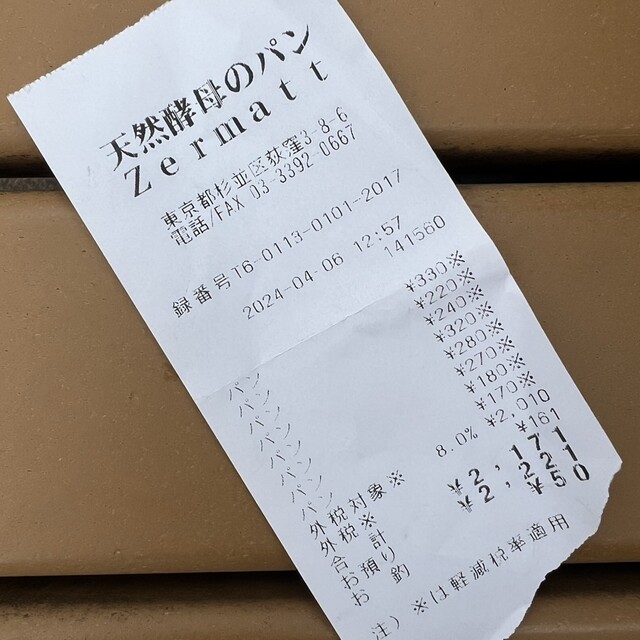 天然酵母のパン
Zermatt
東京都杉並区荻窪3-8-6
電話/FAX 03 3392 0667
録番号T6-0113-0101-2017
2024-04-06 12:57
141560
¥330※
パン ¥220※
パン ¥240※
パン ¥320※
パン ¥280※
パン ¥270※
パン ¥180※
パン ¥170※
外税対象※ ¥2,010
外税※ 8.0% ¥161
合計 ¥2,171
お預り ¥2,221
お釣 ¥50
注) ※は軽減税率適用